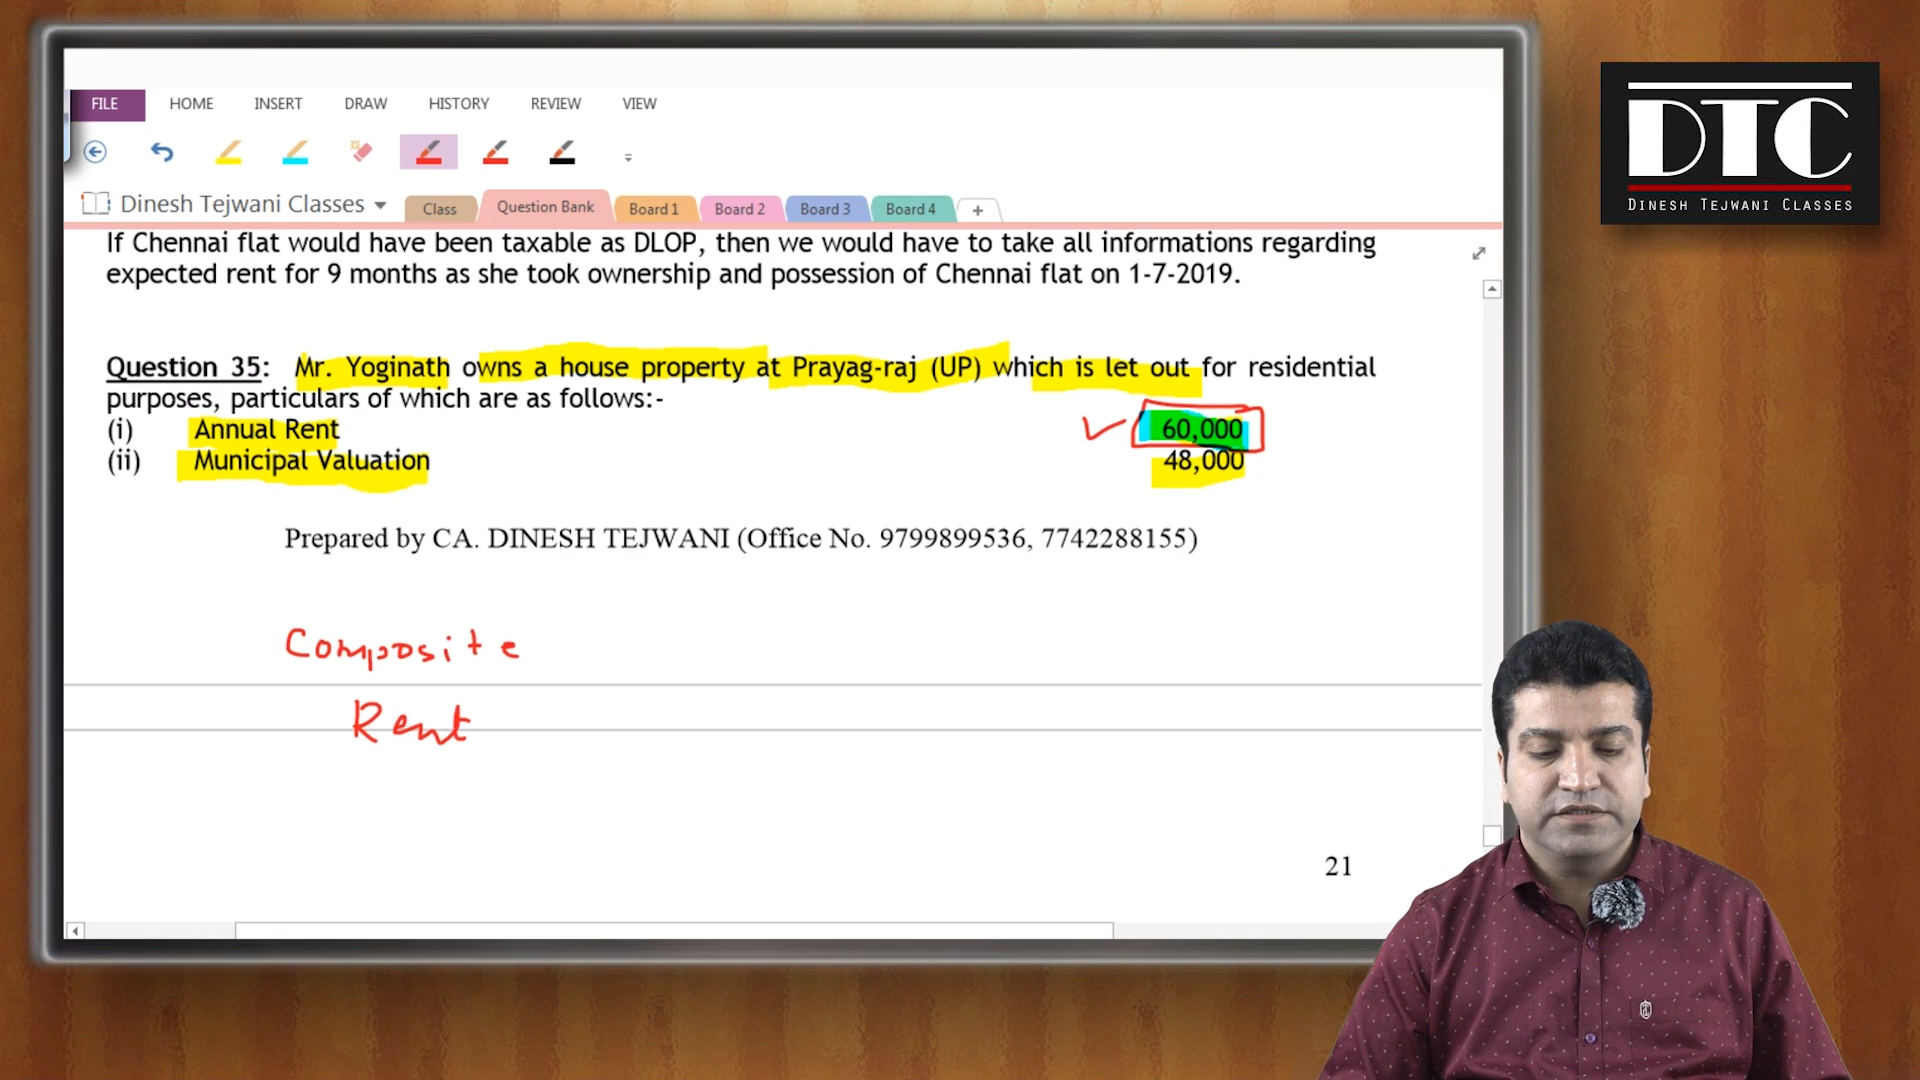 FILE HOME INSERT DRAW HISTORY REVIEW VIEW
DTC
DINESH TEJWANI CLASSES
Dinesh Tejwani Classes Class Question Bank Board 1 Board 2 Board 3 Board 4 +
If Chennai flat would have been taxable as DLOP, then we would have to take all informations regarding
expected rent for 9 months as she took ownership and possession of Chennai flat on 1-7-2019.
Question 35: Mr. Yoginath owns a house property at Prayag-raj (UP) which is let out for residential
purposes, particulars of which are as follows:-
(i) Annual Rent 60,000
(ii) Municipal Valuation 48,000
Prepared by CA. DINESH TEJWANI (Office No. 9799899536, 7742288155)
Composite
Rent
21